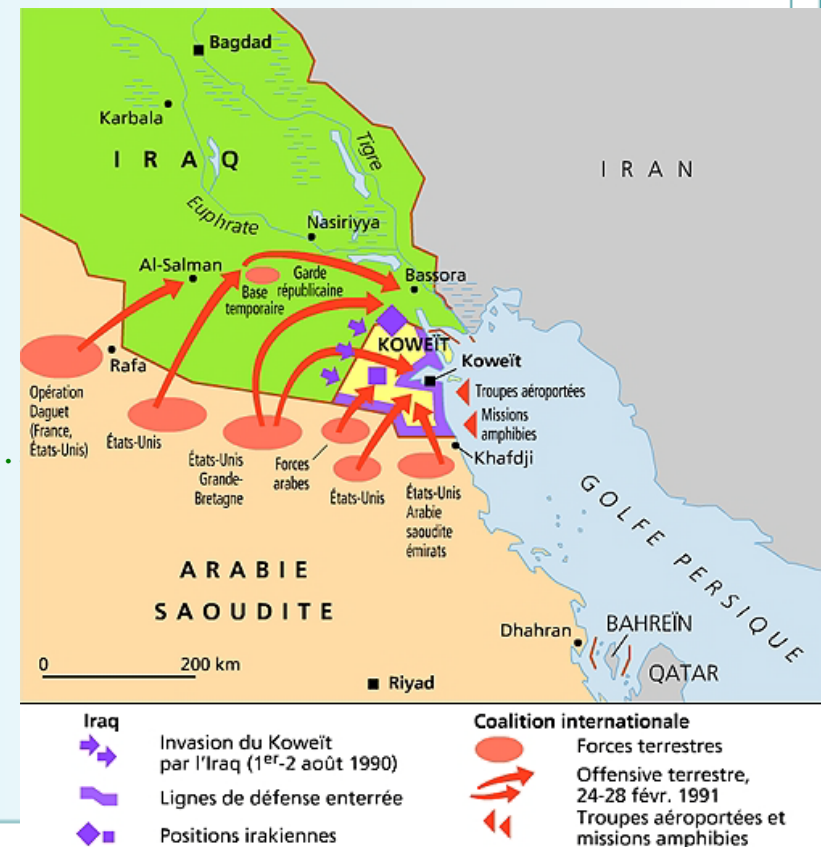 Bagdad
Karbala
IRAQ
Tigre
IRAN
Euphrate
Nasiriyya
Al-Salman
Base
temporaire
Garde
républicaine
Bassora
KOWEÏT
Koweït
Rafa
Opération
Daguet
(France,
États-Unis)
États-Unis
États-Unis
Grande-
Bretagne
Forces
arabes
États-Unis
États-Unis
Arabie
saoudite
émirats
Troupes aéroportées
Missions
amphibies
Khafdji
GOLFE PERSIQUE
ARABIE
SAOUDITE
Dhahran
BAHREÏN
QATAR
0 200 km
Riyad
Iraq
Invasion du Koweït
par l'Iraq (1er-2 août 1990)
Lignes de défense enterrée
Positions irakiennes
Coalition internationale
Forces terrestres
Offensive terrestre,
24-28 févr. 1991
Troupes aéroportées et
missions amphibies